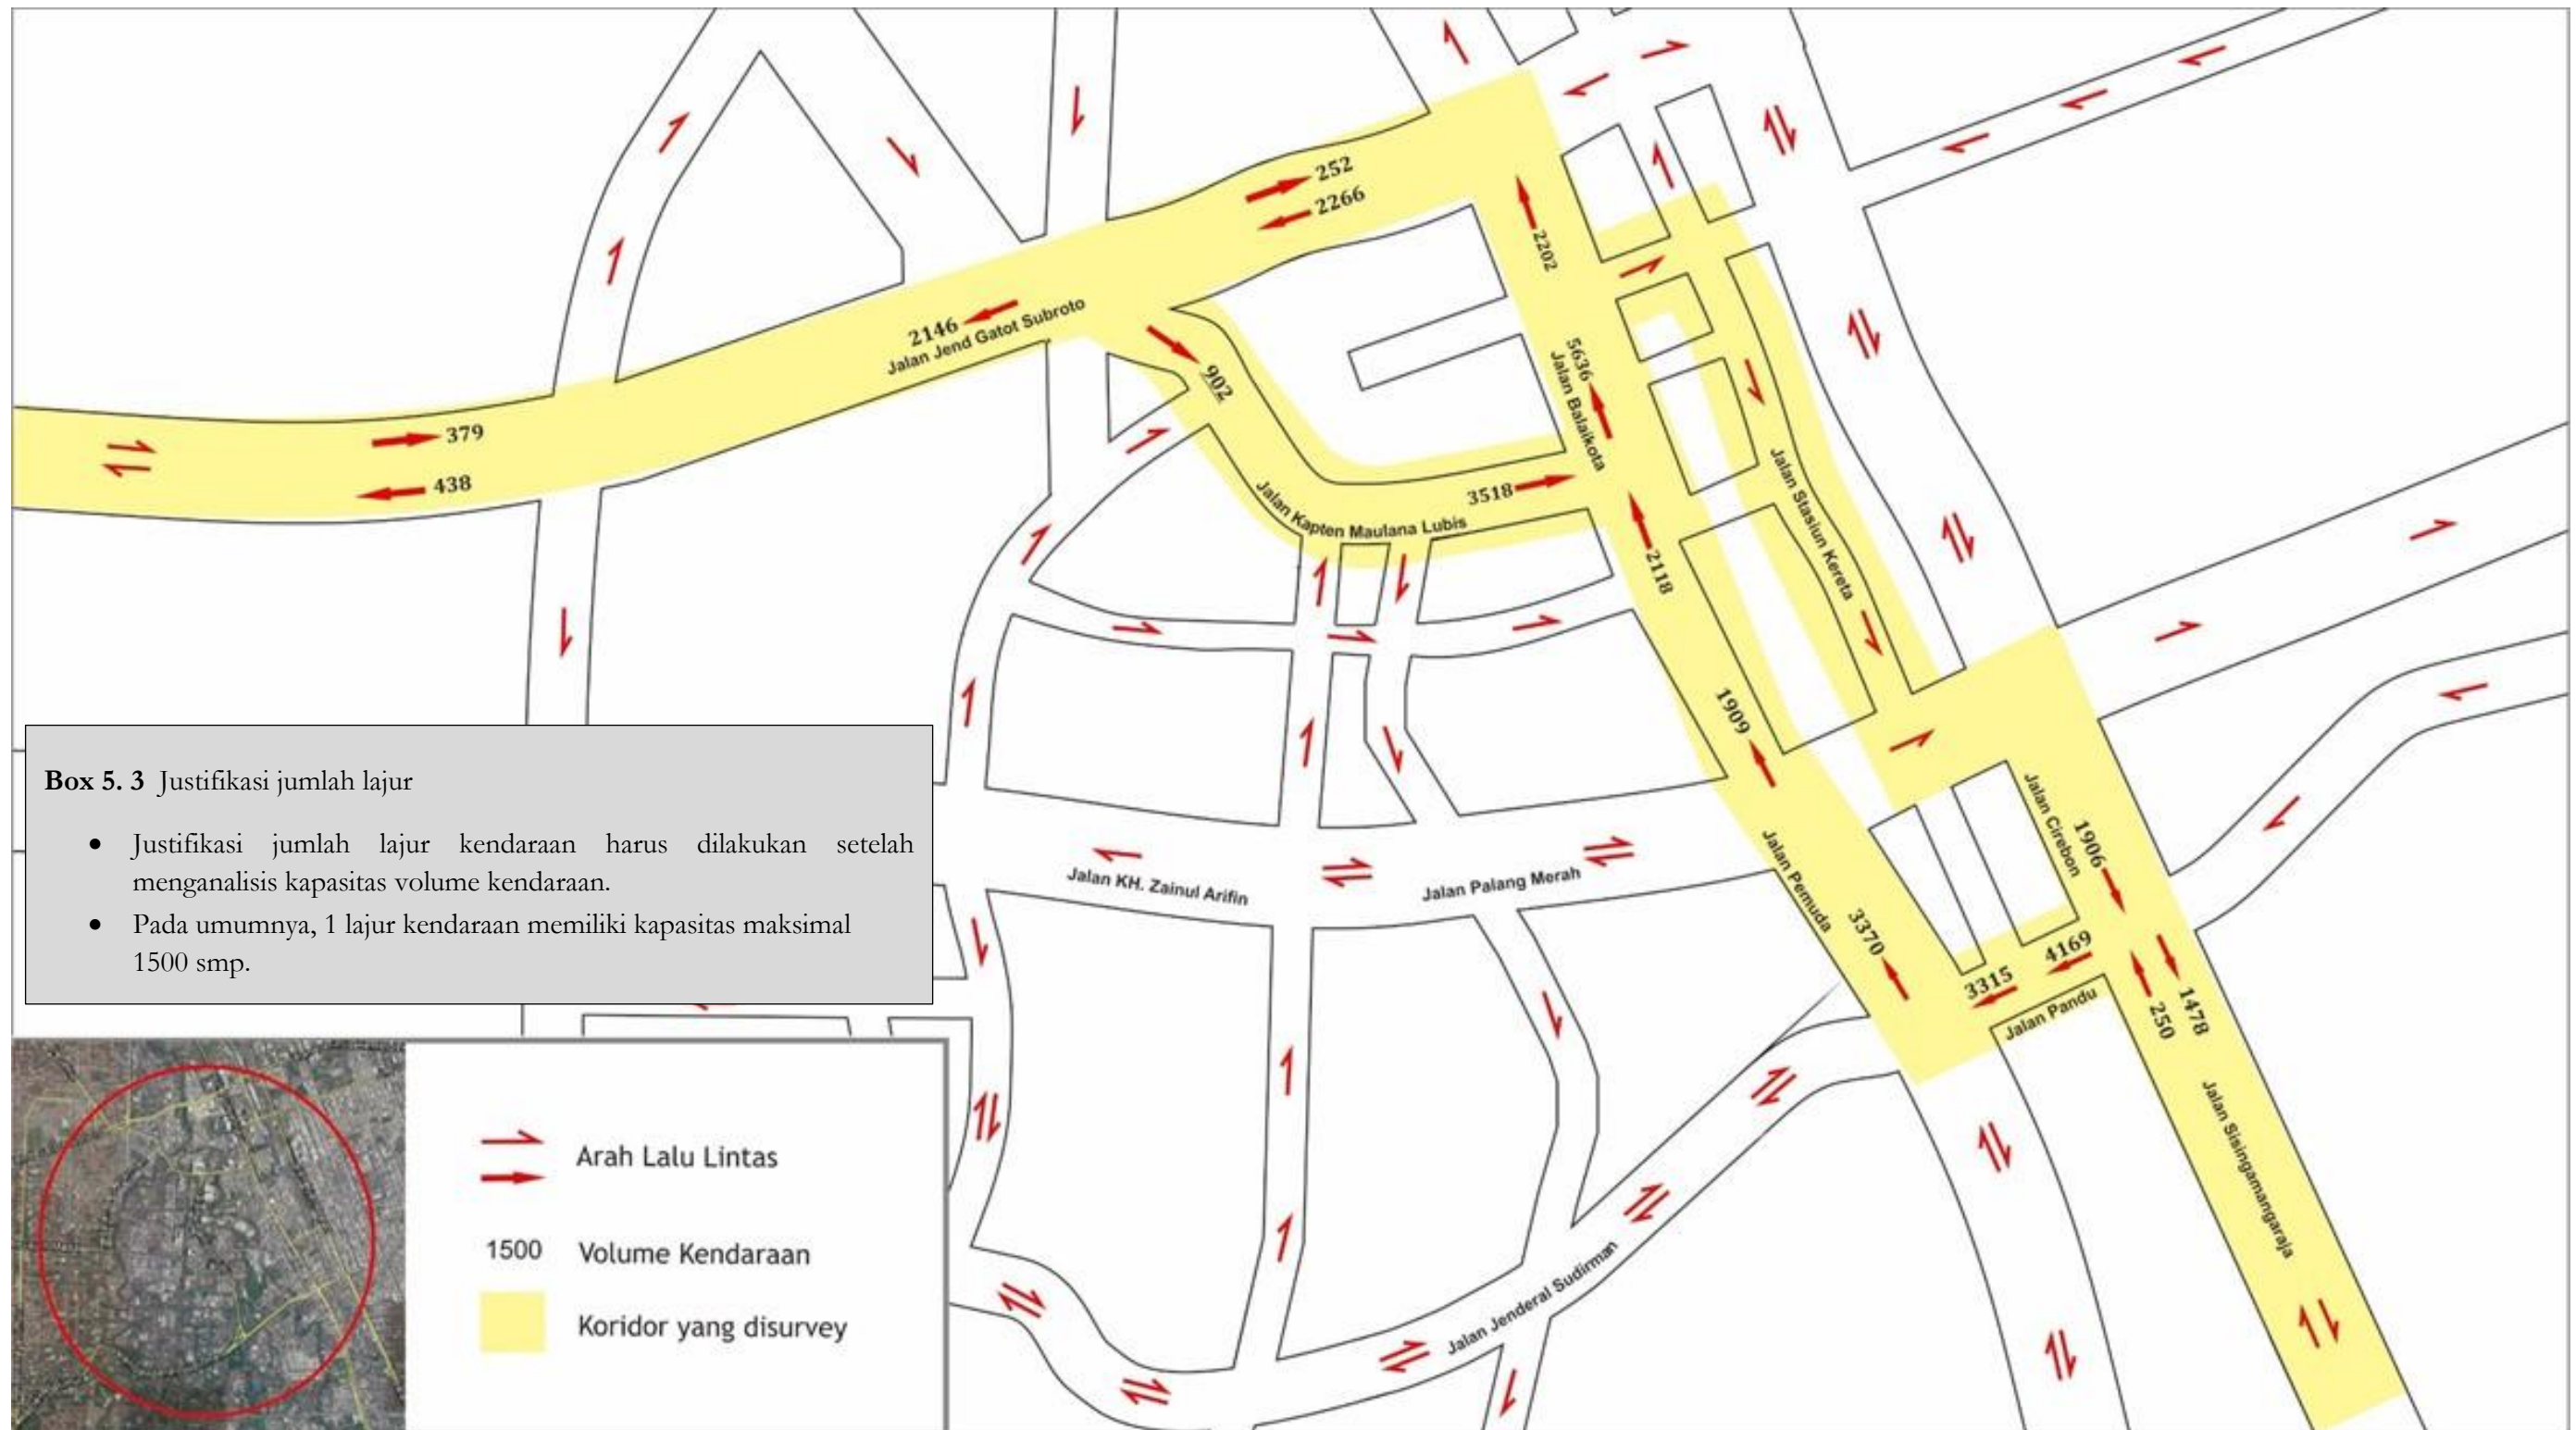 252
2266
2202
2146
Jalan Jend Gatot Subroto
902
5636
Jalan Balaikota
379
438
3518
Jalan Kapten Maulana Lubis
2118
Jalan Stasiun Kereta
1909
Box 5. 3 Justifikasi jumlah lajur
• Justifikasi jumlah lajur kendaraan harus dilakukan setelah
menganalisis kapasitas volume kendaraan.
• Pada umumnya, 1 lajur kendaraan memiliki kapasitas maksimal
1500 smp.
Jalan KH. Zainul Arifin
Jalan Palang Merah
Jalan Pemuda
3370
Jalan Cirebon
1906
4169
3315
Jalan Pandu
250
1478
Jalan Sisingamangaraja
Jalan Jenderal Sudirman
Arah Lalu Lintas
1500 Volume Kendaraan
Koridor yang disurvey